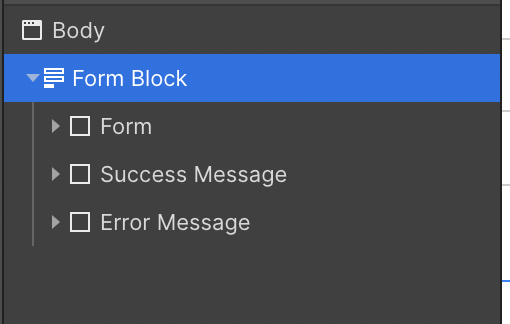 Body
Form Block
Form
Success Message
Error Message